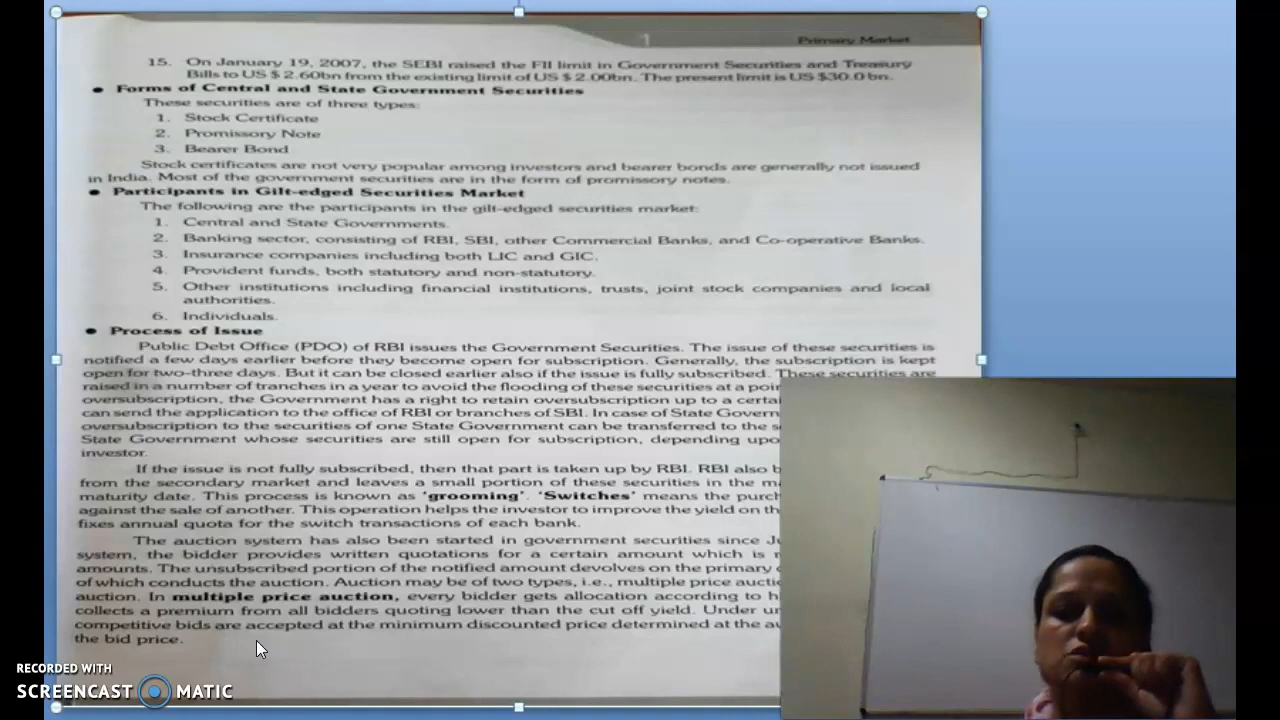 1
Primary Market
15. On January 19, 2007, the SEBI raised the FII limit in Government Securities and Treasury
Bills to US $ 2.60bn from the existing limit of US $ 2.00bn. The present limit is US $30.0 bn.
● Forms of Central and State Government Securities
These securities are of three types:
1. Stock Certificate
2. Promissory Note
3. Bearer Bond
Stock certificates are not very popular among investors and bearer bonds are generally not issued
in India. Most of the government securities are in the form of promissory notes.
● Participants in Gilt-edged Securities Market
The following are the participants in the gilt-edged securities market:
1. Central and State Governments.
2. Banking sector, consisting of RBI, SBI, other Commercial Banks, and Co-operative Banks.
3. Insurance companies including both LIC and GIC.
4. Provident funds, both statutory and non-statutory.
5. Other institutions including financial institutions, trusts, joint stock companies and local
authorities.
6. Individuals.
● Process of Issue
Public Debt Office (PDO) of RBI issues the Government Securities. The issue of these securities is
notified a few days earlier before they become open for subscription. Generally, the subscription is kept
open for two-three days. But it can be closed earlier also if the issue is fully subscribed. These securities are
raised in a number of tranches in a year to avoid the flooding of these securities at a poin
oversubscription, the Government has a right to retain oversubscription up to a certai
can send the application to the office of RBI or branches of SBI. In case of State Govern
oversubscription to the securities of one State Government can be transferred to the s
State Government whose securities are still open for subscription, depending upo
investor.
If the issue is not fully subscribed, then that part is taken up by RBI. RBI also b
from the secondary market and leaves a small portion of these securities in the ma
maturity date. This process is known as 'grooming'. 'Switches' means the purch
against the sale of another. This operation helps the investor to improve the yield on th
fixes annual quota for the switch transactions of each bank.
The auction system has also been started in government securities since Ju
system, the bidder provides written quotations for a certain amount which is
amounts. The unsubscribed portion of the notified amount devolves on the primary
of which conducts the auction. Auction may be of two types, i.e., multiple price auctio
auction. In multiple price auction, every bidder gets allocation according to h
collects a premium from all bidders quoting lower than the cut off yield. Under un
competitive bids are accepted at the minimum discounted price determined at the au
the bid price.
RECORDED WITH
SCREENCAST MATIC